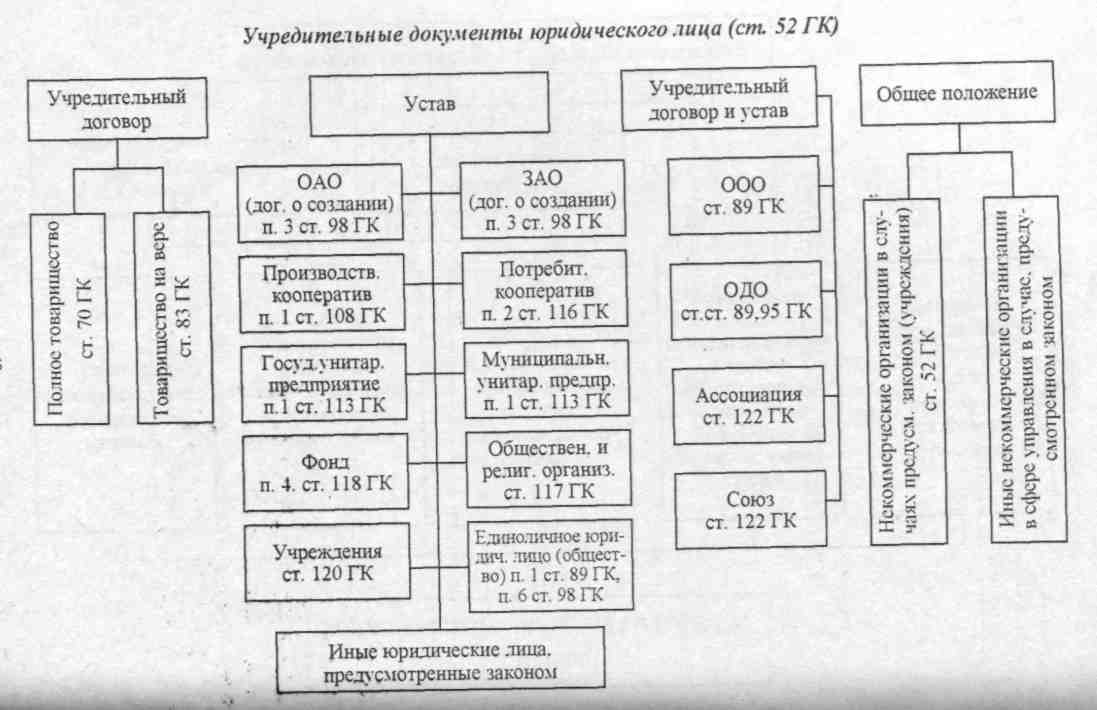 Учредительные документы юридического лица (ст. 52 ГК)
Учредительный
договор
Полное товарищество
ст. 70 ГК
Товарищество на вере
ст. 83 ГК
Устав
ОАО
(дог. о создании)
п. 3 ст. 98 ГК
ЗАО
(дог. о создании)
п. 3 ст. 98 ГК
Производств.
кооператив
п. 1 ст. 108 ГК
Потребит.
кооператив
п. 2 ст. 116 ГК
Госуд.унитар.
предприятие
п.1 ст. 113 ГК
Муниципальн.
унитар. предпр.
п. 1 ст. 113 ГК
Фонд
п. 4. ст. 118 ГК
Обществен. и
религ. организ.
ст. 117 ГК
Учреждения
ст. 120 ГК
Единоличное юри-
дич. лицо (общест-
во) п. 1 ст. 89 ГК,
п. 6 ст. 98 ГК
Иные юридические лица,
предусмотренные законом
Учредительный
договор и устав
ООО
ст. 89 ГК
ОДО
ст.ст. 89,95 ГК
Ассоциация
ст. 122 ГК
Союз
ст. 122 ГК
Общее положение
Некоммерческие организации в слу-
чаях предусм. законом (учреждения)
ст. 52 ГК
Иные некоммерческие организации
в сфере управления в случае. преду-
смотренном законом